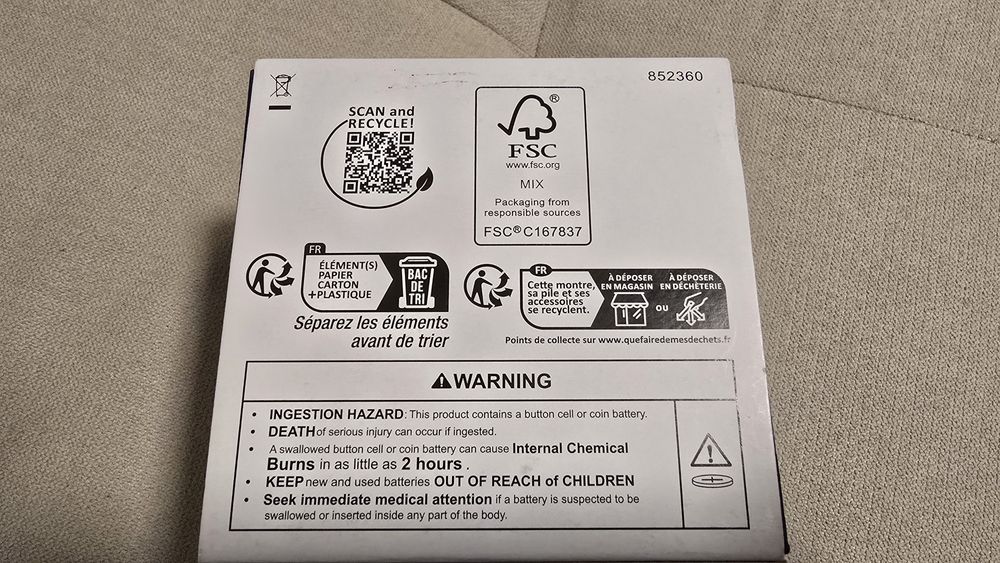 852360
SCAN and
RECYCLE!
®
FSC
www.fsc.org
MIX
Packaging from
responsible sources
FSC® C167837
FR
ÉLÉMENT(S)
PAPIER
CARTON
+PLASTIQUE
BAC
DE
TRI
Séparez les éléments
avant de trier
FR
Cette montre,
sa pile et ses
accessoires
se recyclent.
À DÉPOSER
EN MAGASIN
OU
À DÉPOSER
EN DÉCHÈTERIE
Points de collecte sur www.quefairedemesdechets.fr
WARNING
• INGESTION HAZARD: This product contains a button cell or coin battery.
• DEATH of serious injury can occur if ingested.
• A swallowed button cell or coin battery can cause Internal Chemical
Burns in as little as 2 hours .
• KEEP new and used batteries OUT OF REACH of CHILDREN
• Seek immediate medical attention if a battery is suspected to be
swallowed or inserted inside any part of the body.